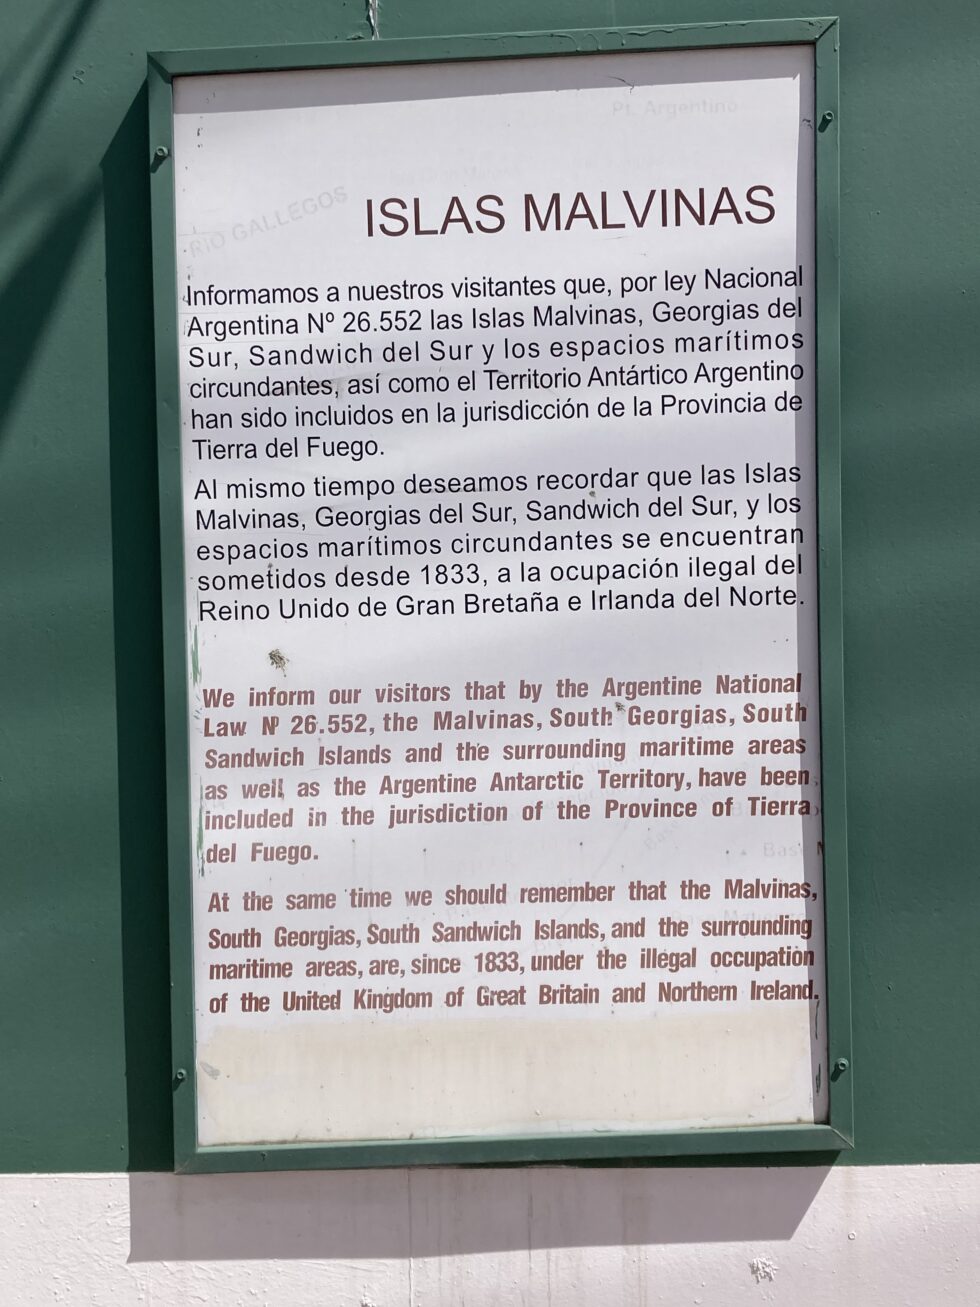 Pt. Argentino
RIO GALLEGOS
ISLAS MALVINAS
Informamos a nuestros visitantes que, por ley Nacional
Argentina Nº 26.552 las Islas Malvinas, Georgias del
Sur, Sandwich del Sur y los espacios marítimos
circundantes, así como el Territorio Antártico Argentino
han sido incluidos en la jurisdicción de la Provincia de
Tierra del Fuego.
Al mismo tiempo deseamos recordar que las Islas
Malvinas, Georgias del Sur, Sandwich del Sur, y los
espacios marítimos circundantes se encuentran
sometidos desde 1833, a la ocupación ilegal del
Reino Unido de Gran Bretaña e Irlanda del Norte.
We inform our visitors that by the Argentine National
Law Nº 26.552, the Malvinas, South Georgias, South
Sandwich Islands and the surrounding maritime areas
as well as the Argentine Antarctic Territory, have been
included in the jurisdiction of the Province of Tierra
del Fuego.
At the same time we should remember that the Malvinas,
South Georgias, South Sandwich Islands, and the surrounding
maritime areas, are, since 1833, under the illegal occupation
of the United Kingdom of Great Britain and Northern Ireland.